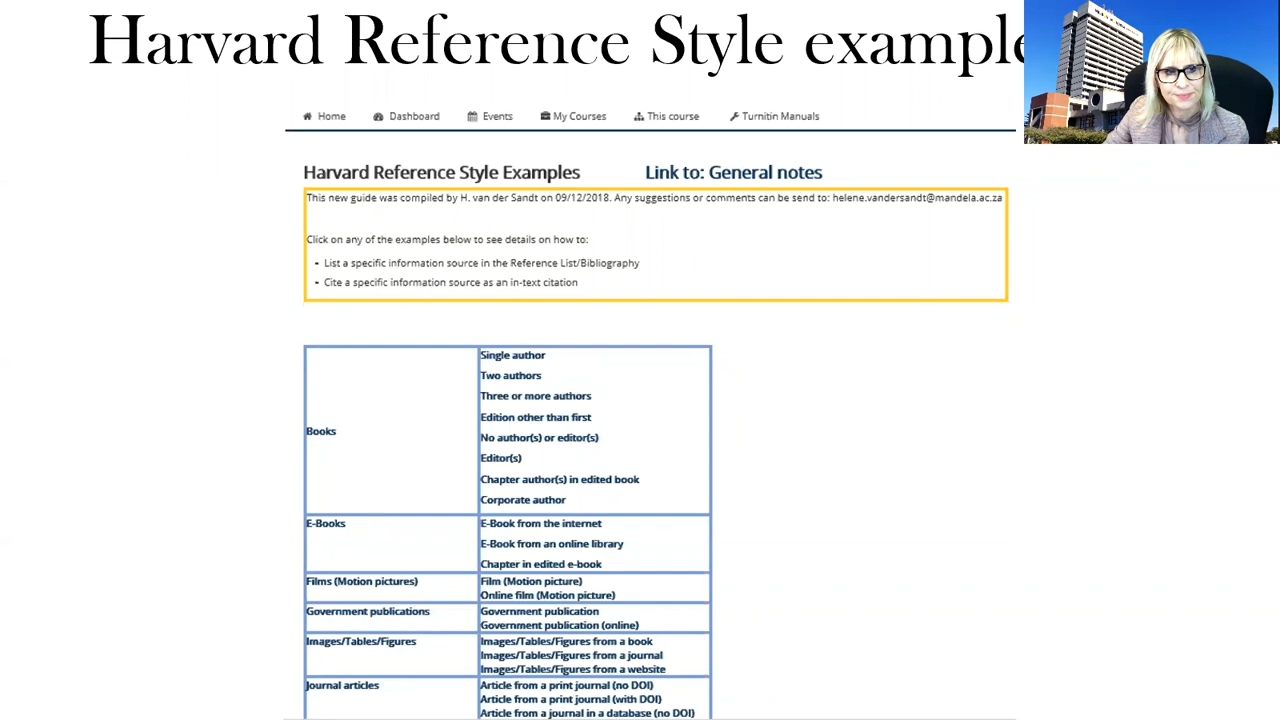 Harvard Reference Style example
Home Dashboard Events My Courses This course Turnitin Manuals
Harvard Reference Style Examples Link to: General notes
This new guide was compiled by H. van der Sandt on 09/12/2018. Any suggestions or comments can be send to: helene.vandersandt@mandela.ac.za
Click on any of the examples below to see details on how to:
- List a specific information source in the Reference List/Bibliography
- Cite a specific information source as an in-text citation
Books
Single author
Two authors
Three or more authors
Edition other than first
No author(s) or editor(s)
Editor(s)
Chapter author(s) in edited book
Corporate author
E-Books
E-Book from the internet
E-Book from an online library
Chapter in edited e-book
Films (Motion pictures)
Film (Motion picture)
Online film (Motion picture)
Government publications
Government publication
Government publication (online)
Images/Tables/Figures
Images/Tables/Figures from a book
Images/Tables/Figures from a journal
Images/Tables/Figures from a website
Journal articles
Article from a print journal (no DOI)
Article from a print journal (with DOI)
Article from a journal in a database (no DOI)